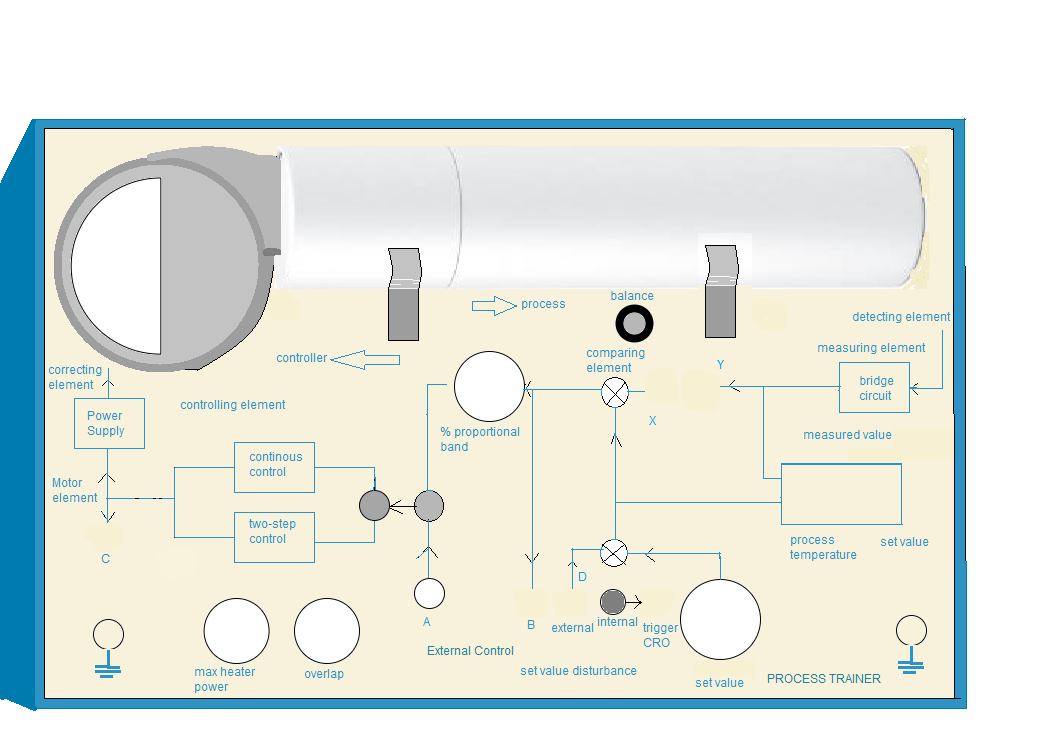 balance
process
detecting element
controller
comparing
element
measuring element
Y
correcting
element
bridge
circuit
controlling element
Power
Supply
X
% proportional
band
measured value
continous
control
Motor
element
two-step
control
process
temperature
set value
C
D
A
B
external
internal
trigger
CRO
External Control
max heater
power
overlap
set value disturbance
set value
PROCESS TRAINER